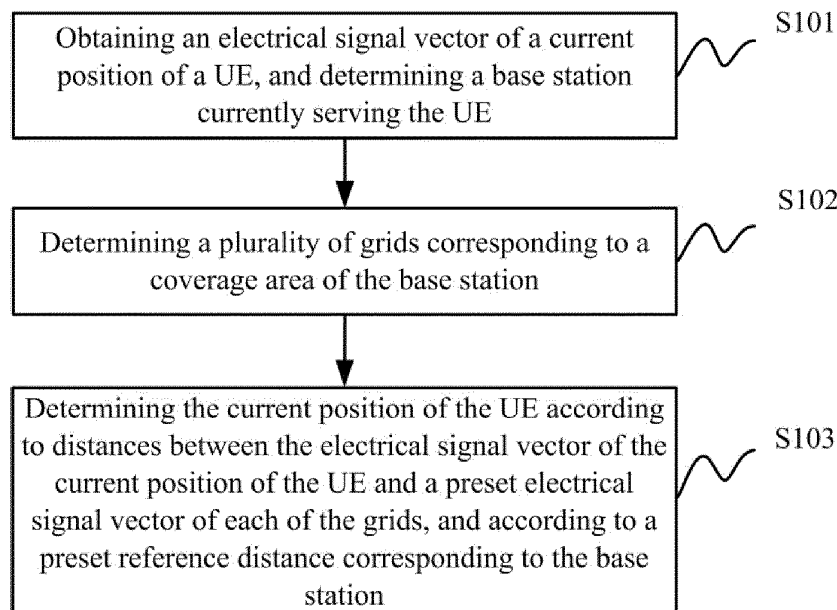 S101
Obtaining an electrical signal vector of a current
position of a UE, and determining a base station
currently serving the UE
S102
Determining a plurality of grids corresponding to a
coverage area of the base station
Determining the current position of the UE according
to distances between the electrical signal vector of the
current position of the UE and a preset electrical
signal vector of each of the grids, and according to a
preset reference distance corresponding to the base
station
S103